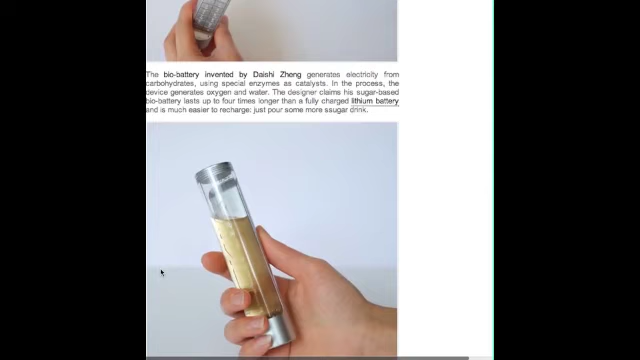 The bio-battery invented by Daishi Zheng generates electricity from
carbohydrates, using special enzymes as catalysts. In the process, the
device generates oxygen and water. The designer claims his sugar-based
bio-battery lasts up to four times longer than a fully charged lithium battery
and is much easier to recharge: just pour some more ssugar drink.